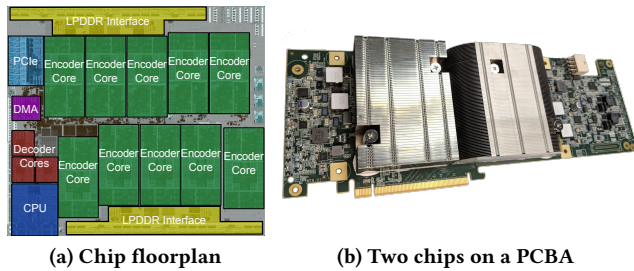 LPDDR Interface
PCIe
Encoder
Core
Encoder
Core
Encoder
Core
Encoder
Core
Encoder
Core
DMA
Decoder
Cores
Encoder
Core
Encoder
Core
Encoder
Core
Encoder
Core
Encoder
Core
CPU
LPDDR Interface
(a) Chip floorplan
(b) Two chips on a PCBA